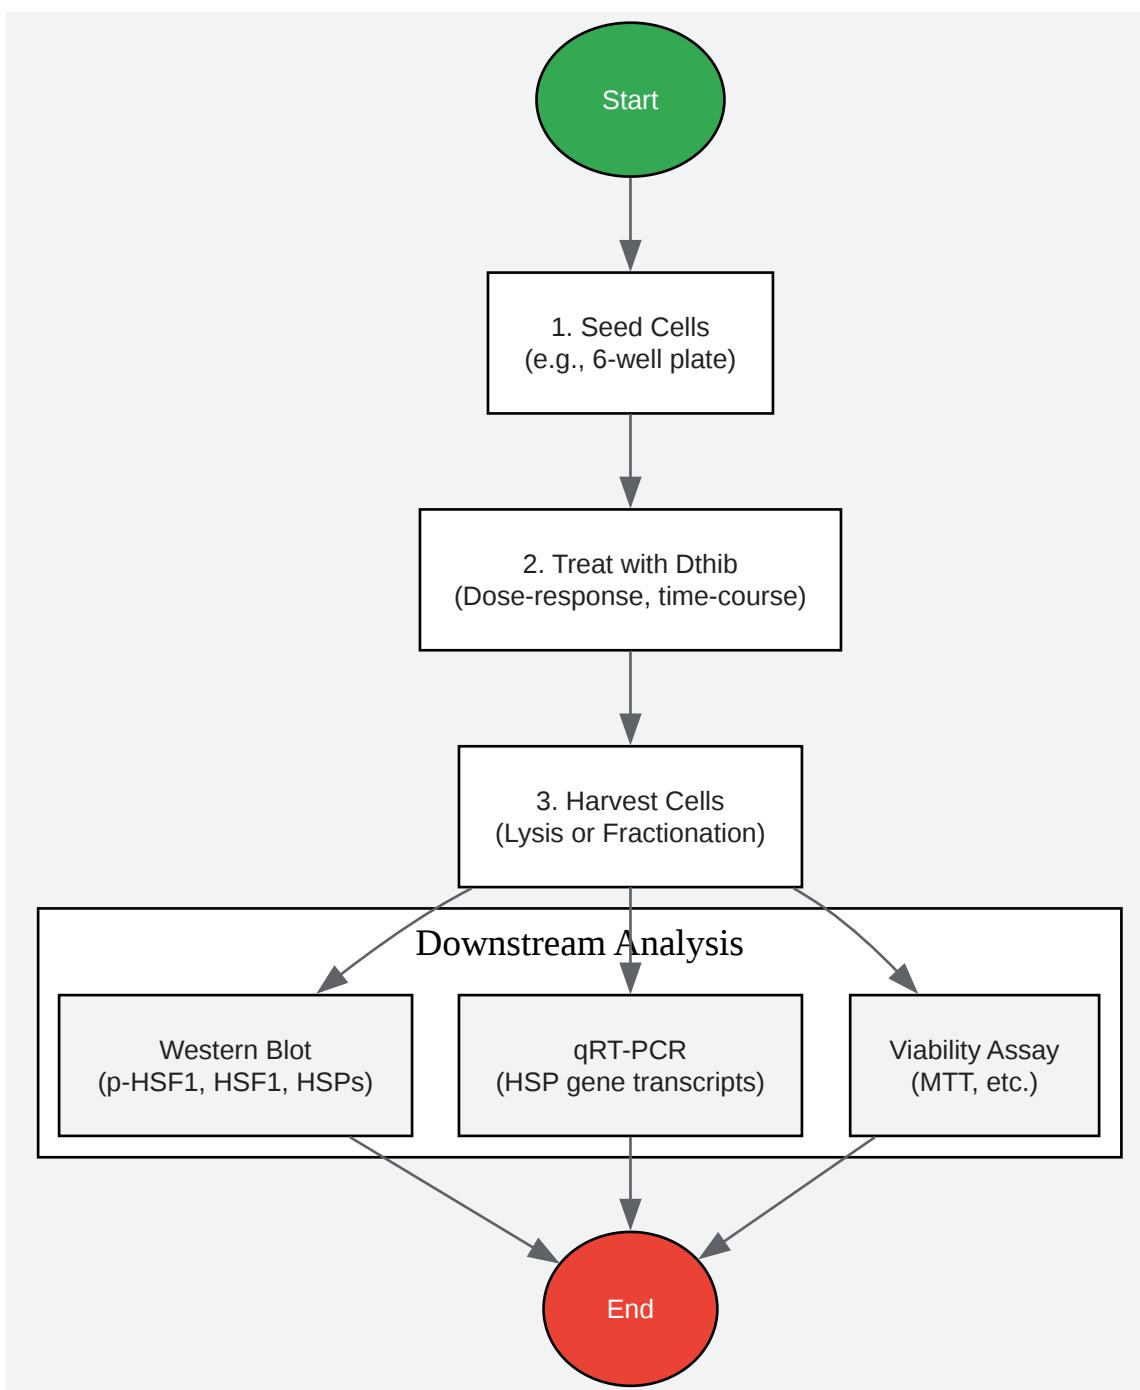 Start
1. Seed Cells
(e.g., 6-well plate)
2. Treat with Dthib
(Dose-response, time-course)
3. Harvest Cells
(Lysis or Fractionation)
Downstream Analysis
Western Blot
(p-HSF1, HSF1, HSPs)
qRT-PCR
(HSP gene transcripts)
Viability Assay
(MTT, etc.)
End